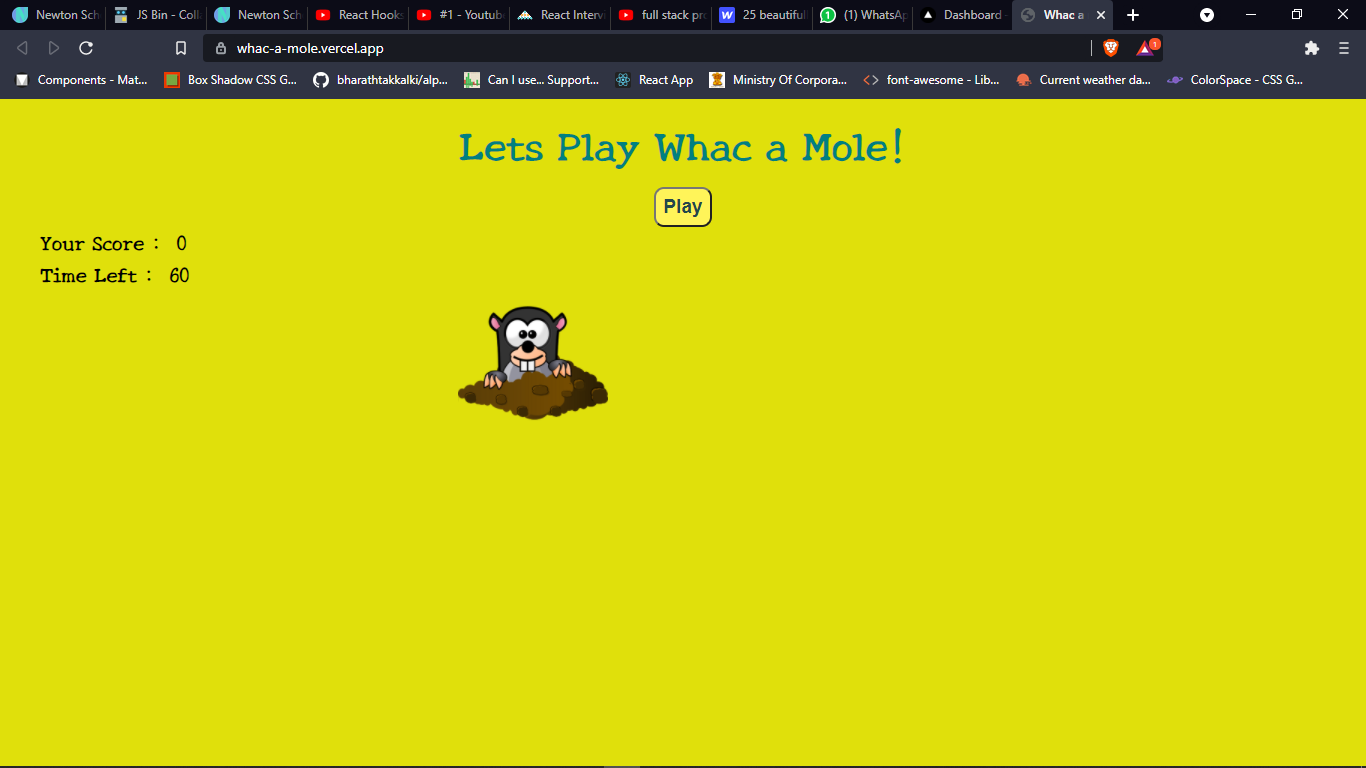 Newton Sch JS Bin - Coll Newton Sch React Hooks #1 - Youtub React Interv full stack pr 25 beautiful (1) WhatsAp Dashboard Whac a
whac-a-mole.vercel.app 1
Components - Mat... Box Shadow CSS G... bharathtakkalki/alp... Can I use... Support... React App Ministry Of Corpora... font-awesome - Lib... Current weather da... ColorSpace - CSS G...
Lets Play Whac a Mole!
Play
Your Score : 0
Time Left : 60